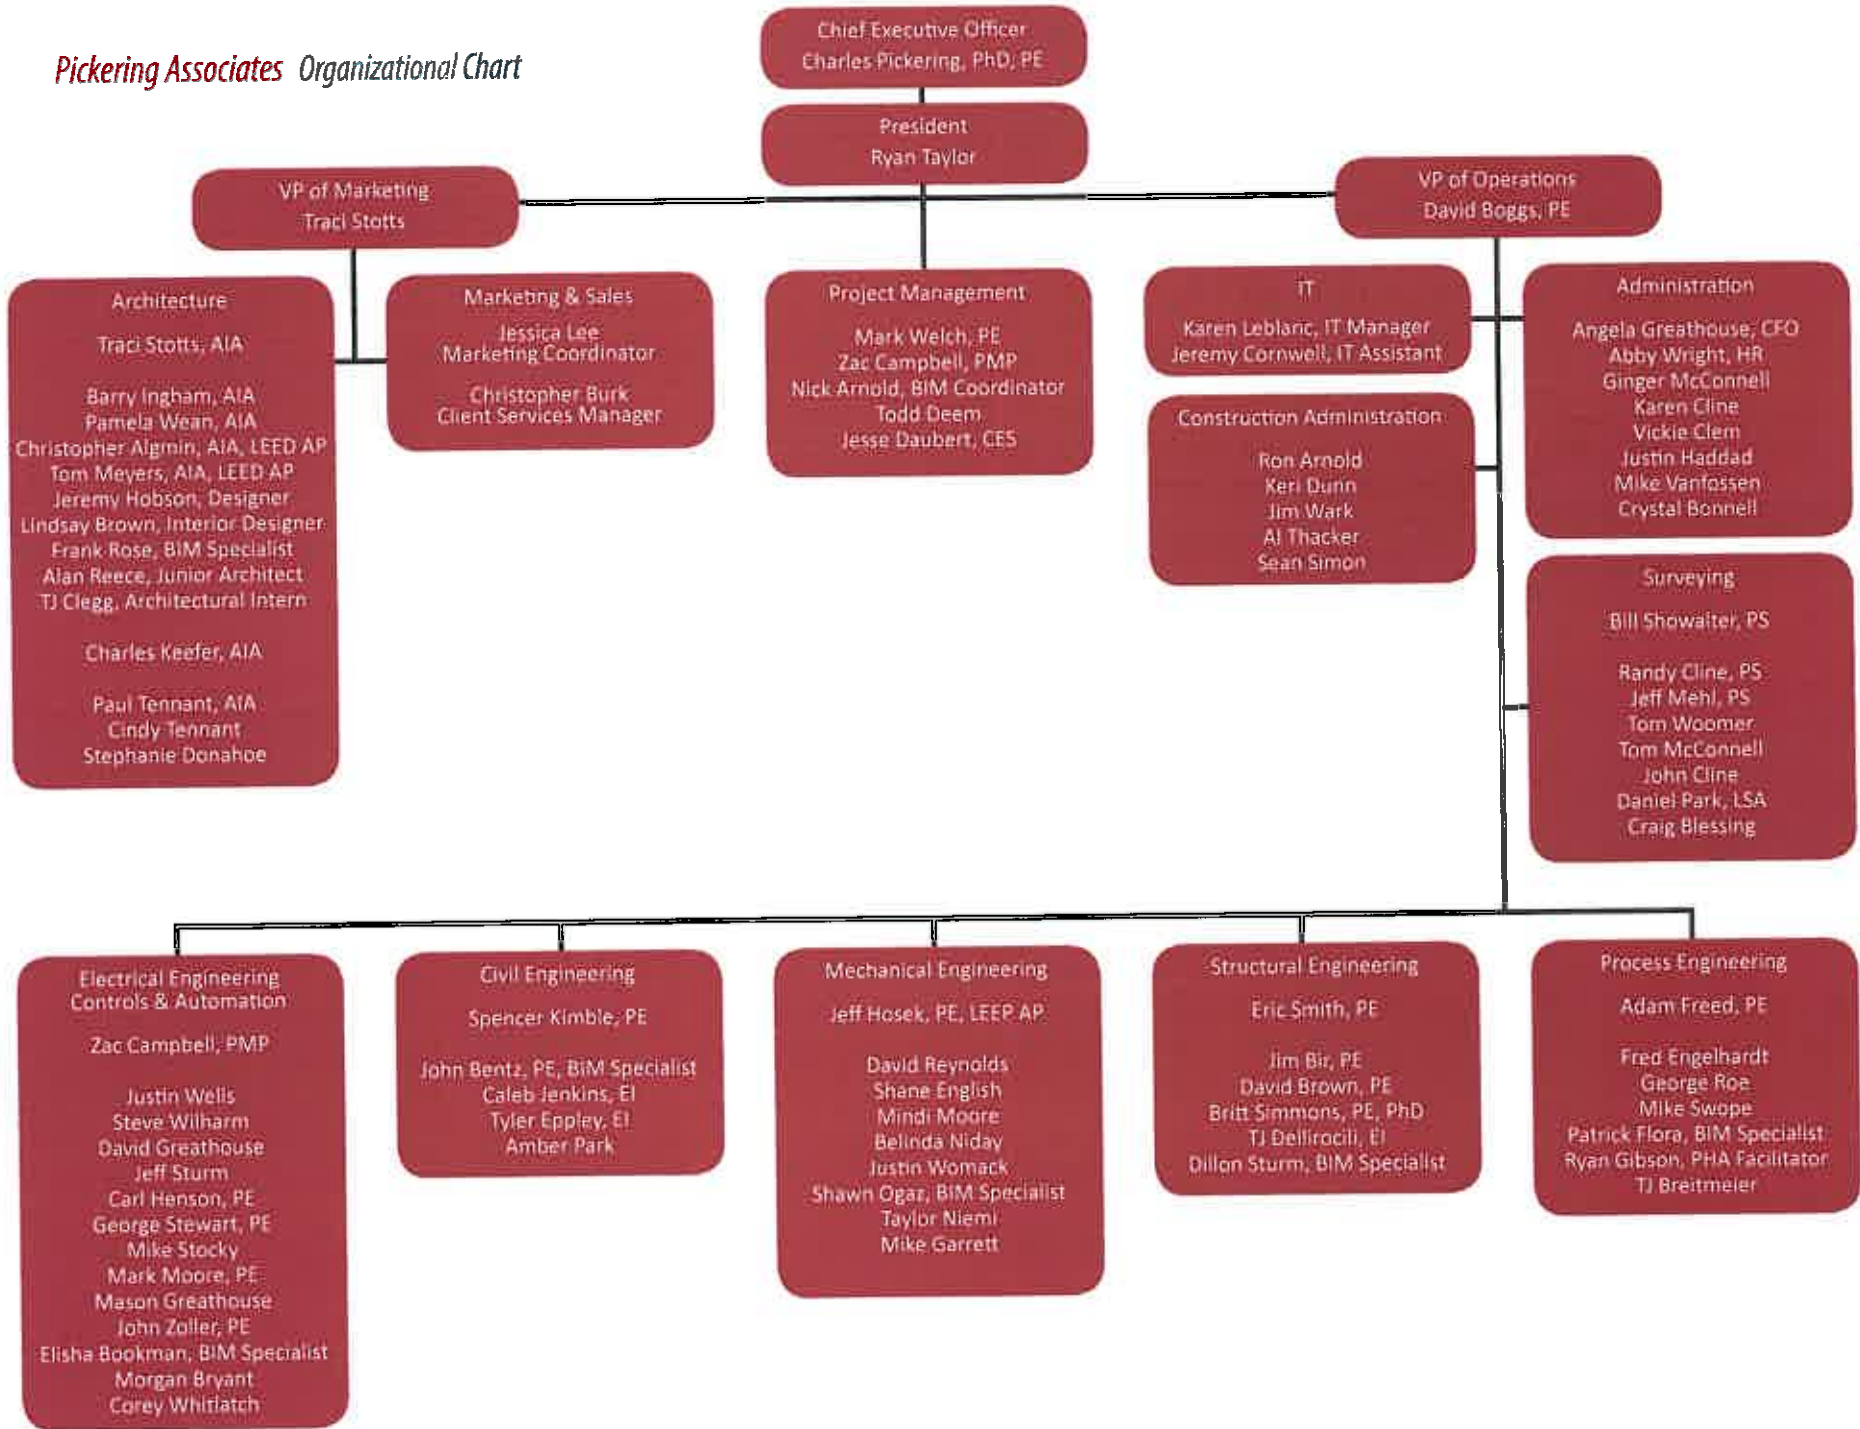 Pickering Associates Organizational Chart
Chief Executive Officer
Charles Pickering, PhD, PE
President
Ryan Taylor
VP of Marketing
Traci Stotts
VP of Operations
David Boggs, PE
Architecture
Traci Stotts, AIA
Barry Ingham, AIA
Pamela Wean, AIA
Christopher Algmin, AIA, LEED AP
Tom Meyers, AIA, LEED AP
Jeremy Hobson, Designer
Lindsay Brown, Interior Designer
Frank Rose, BIM Specialist
Alan Reece, Junior Architect
TJ Clegg, Architectural Intern
Charles Keefer, AIA
Paul Tennant, AIA
Cindy Tennant
Stephanie Donahoe
Marketing & Sales
Jessica Lee
Marketing Coordinator
Christopher Burk
Client Services Manager
Project Management
Mark Welch, PE
Zac Campbell, PMP
Nick Arnold, BIM Coordinator
Todd Deem
Jesse Daubert, CES
IT
Karen Leblanc, IT Manager
Jeremy Cornwell, IT Assistant
Construction Administration
Ron Arnold
Keri Dunn
Jim Wark
Al Thacker
Sean Simon
Administration
Angela Greathouse, CFO
Abby Wright, HR
Ginger McConnell
Karen Cline
Vickie Clem
Justin Haddad
Mike Vanfossen
Crystal Bonnell
Surveying
Bill Showalter, PS
Randy Cline, PS
Jeff Mehl, PS
Tom Woomer
Tom McConnell
John Cline
Daniel Park, LSA
Craig Blessing
Electrical Engineering
Controls & Automation
Zac Campbell, PMP
Justin Wells
Steve Wilharm
David Greathouse
Jeff Sturm
Carl Henson, PE
George Stewart, PE
Mike Stocky
Mark Moore, PE
Mason Greathouse
John Zoller, PE
Elisha Bookman, BIM Specialist
Morgan Bryant
Corey Whitlatch
Civil Engineering
Spencer Kimble, PE
John Bentz, PE, BIM Specialist
Caleb Jenkins, EI
Tyler Eppley, EI
Amber Park
Mechanical Engineering
Jeff Hosek, PE, LEEP AP
David Reynolds
Shane English
Mindi Moore
Belinda Niday
Justin Womack
Shawn Ogaz, BIM Specialist
Taylor Niemi
Mike Garrett
Structural Engineering
Eric Smith, PE
Jim Bir, PE
David Brown, PE
Britt Simmons, PE, PhD
TJ Dellirocili, EI
Dillon Sturm, BIM Specialist
Process Engineering
Adam Freed, PE
Fred Engelhardt
George Roe
Mike Swope
Patrick Flora, BIM Specialist
Ryan Gibson, PHA Facilitator
TJ Breitmeier